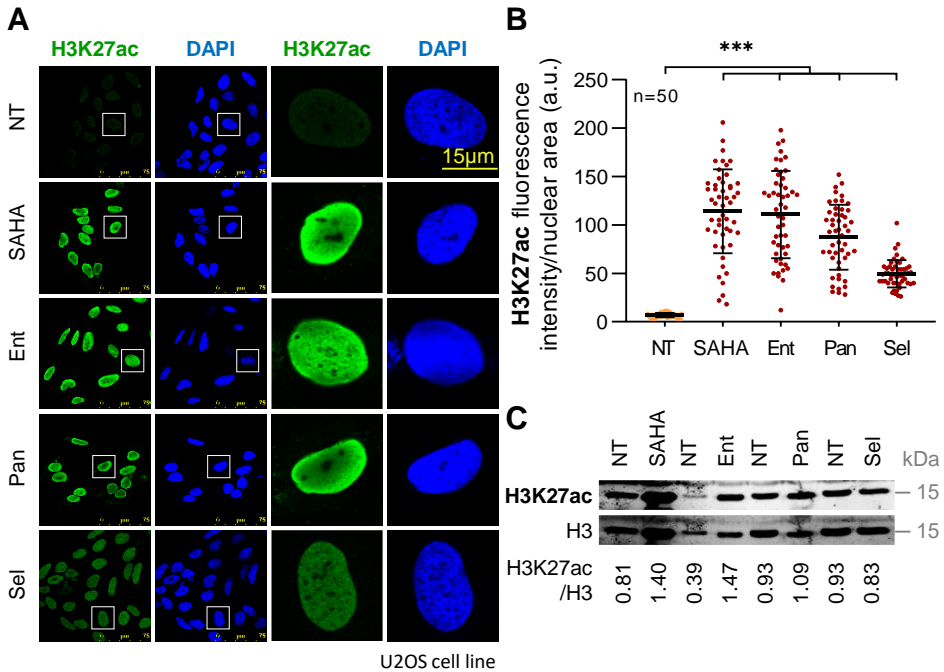 A
H3K27ac DAPI H3K27ac DAPI
NT
15µm
SAHA
Ent
Pan
Sel
0 µm 75
U2OS cell line
B
***
n=50
H3K27ac fluorescence
intensity/nuclear area (a.u.)
250
200
150
100
50
0
NT SAHA Ent Pan Sel
C
NT SAHA NT Ent NT Pan NT Sel kDa
H3K27ac 15
H3 15
H3K27ac
/H3
0.81 1.40 0.39 1.47 0.93 1.09 0.93 0.83